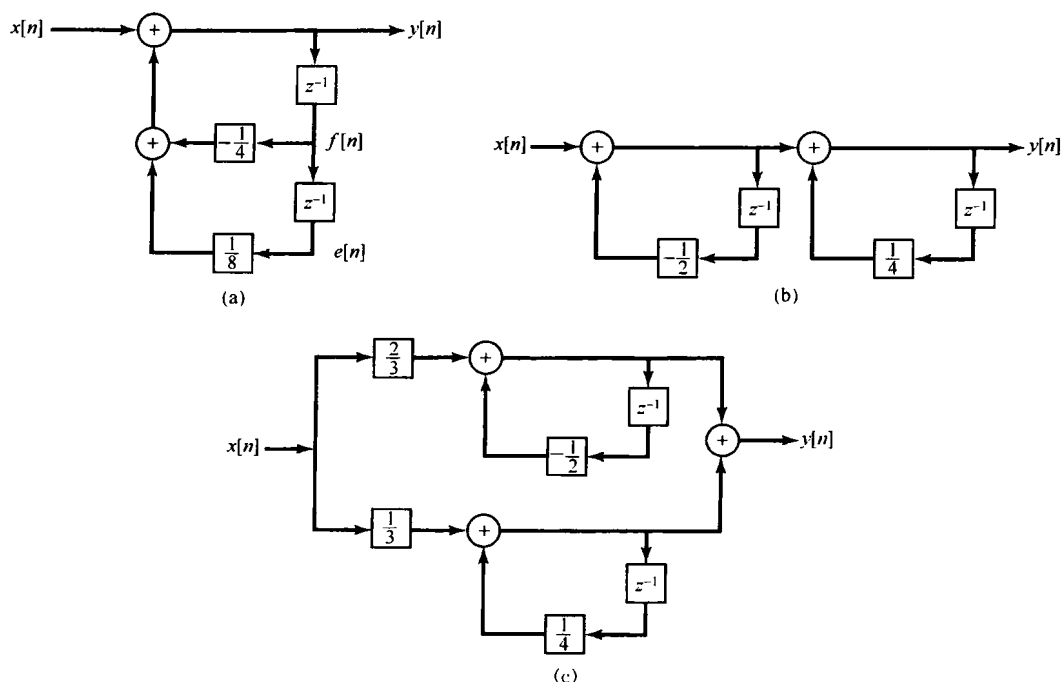 x[n]
+
y[n]
z⁻¹
+
-1/4
f[n]
z⁻¹
1/8
e[n]
(a)
x[n]
+
+
y[n]
z⁻¹
z⁻¹
-1/2
1/4
(b)
2/3
+
z⁻¹
-1/2
x[n]
+
y[n]
1/3
+
z⁻¹
1/4
(c)